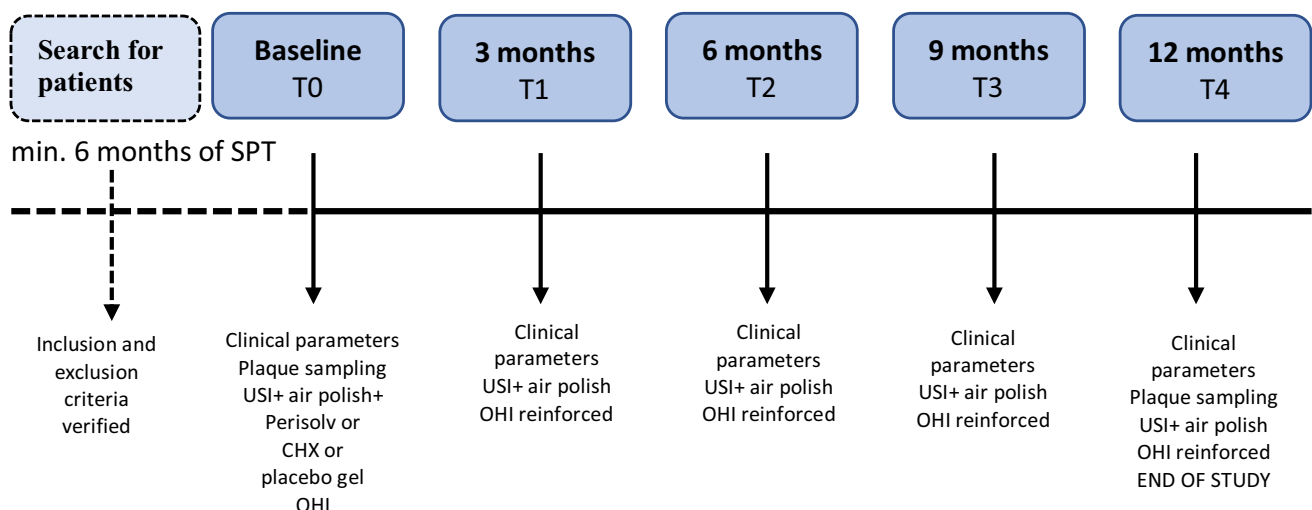 Search for
patients
Baseline
T0
3 months
T1
6 months
T2
9 months
T3
12 months
T4
min. 6 months of SPT
Inclusion and
exclusion
criteria
verified
Clinical parameters
Plaque sampling
USI+ air polish+
Perisolv or
CHX or
placebo gel
OHI
Clinical
parameters
USI+ air polish
OHI reinforced
Clinical
parameters
USI+ air polish
OHI reinforced
Clinical
parameters
USI+ air polish
OHI reinforced
Clinical
parameters
Plaque sampling
USI+ air polish
OHI reinforced
END OF STUDY